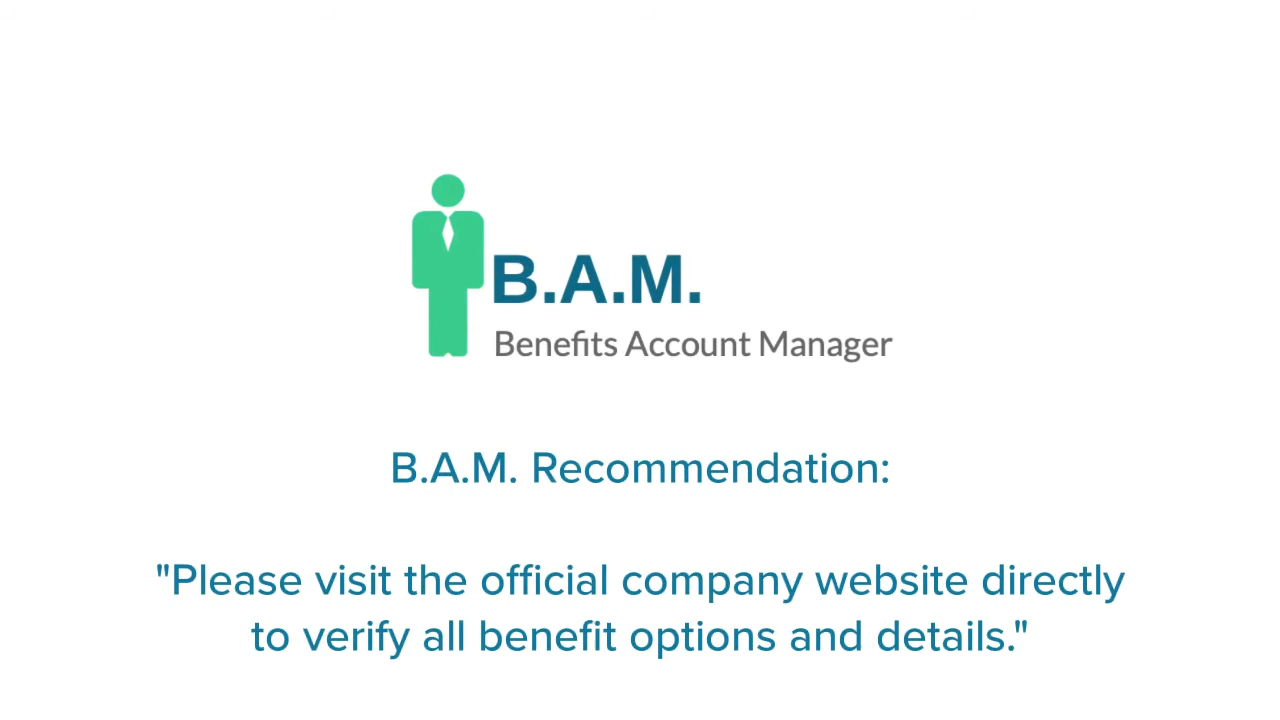 B.A.M.
Benefits Account Manager
B.A.M. Recommendation:
"Please visit the official company website directly
to verify all benefit options and details."